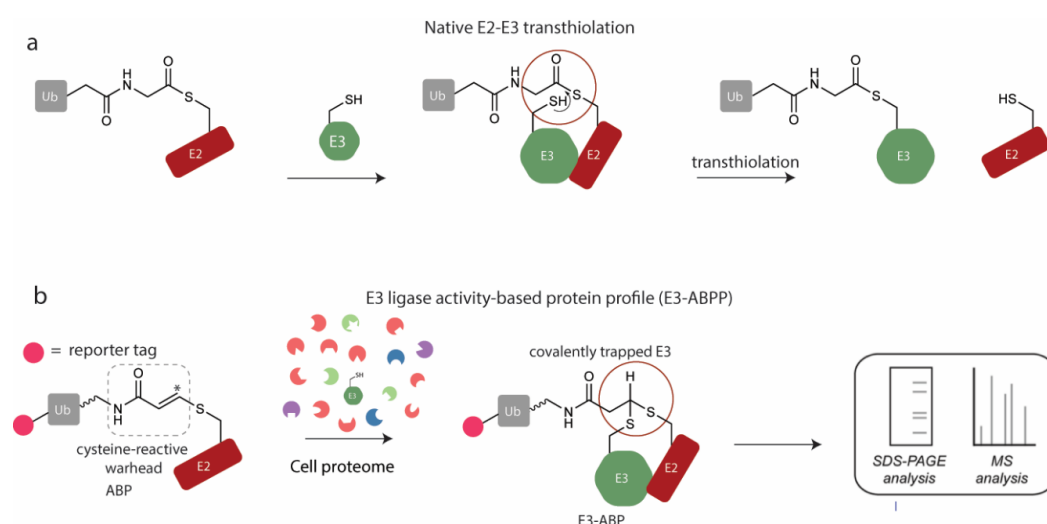 Native E2-E3 transthiolation
a
O
H
N
Ub
S
O
E2
SH
E3
O
H
N
Ub
SH
S
O
E3
E2
transthiolation
O
H
N
Ub
S
O
E3
HS
E2
b
E3 ligase activity-based protein profile (E3-ABPP)
= reporter tag
O
*
Ub
N
H
S
cysteine-reactive
warhead
ABP
E2
SH
E3
Cell proteome
covalently trapped E3
O
H
Ub
N
H
S
S
E3
E2
E3-ABP
SDS-PAGE
analysis
MS
analysis